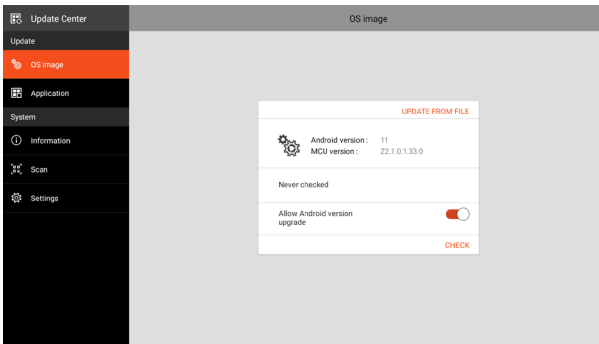 Update Center
OS image
Update
OS image
Application
System
Information
Scan
Settings
UPDATE FROM FILE
Android version : 11
MCU version : Z2.1.0.1.33.0
Never checked
Allow Android version
upgrade
CHECK